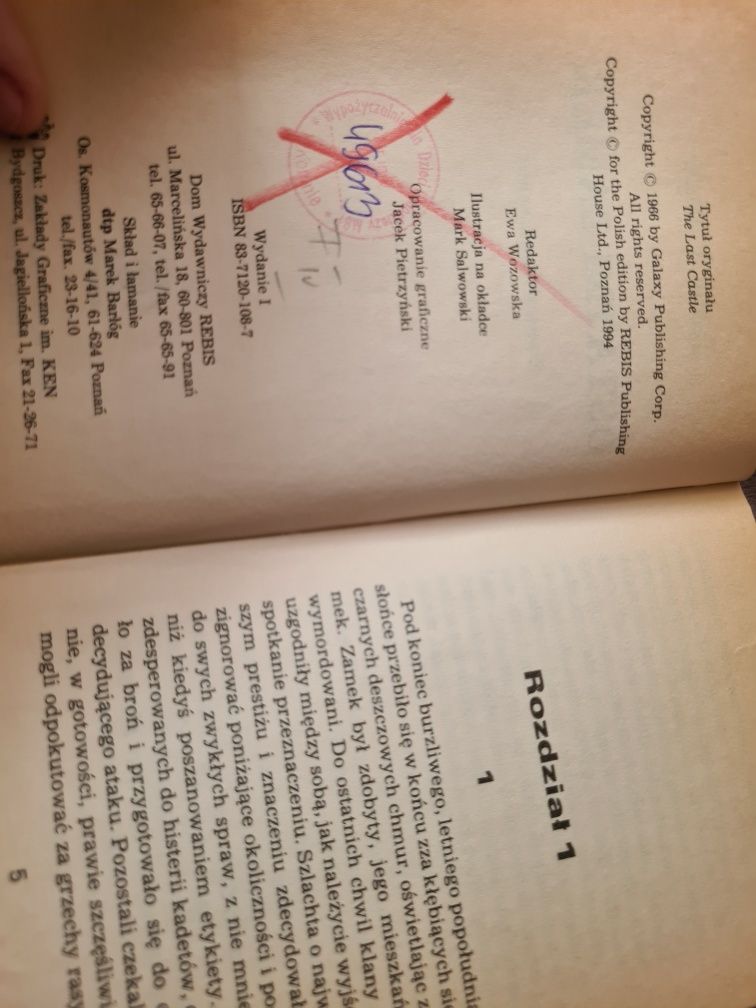 Tytuł oryginału
The Last Castle
Copyright © 1966 by Galaxy Publishing Corp.
All rights reserved.
Copyright © for the Polish edition by REBIS Publishing
House Ltd., Poznań 1994
Redaktor
Ewa Wozowska
Ilustracja na okładce
Mark Salwowski
Opracowanie graficzne
Jacek Pietrzyński
Wypożyczalnia Dzieci
Wydanie I
ISBN 83-7120-108-7
Dom Wydawniczy REBIS
ul. Marcelińska 18, 60-801 Poznań
tel. 65-66-07, tel./fax 65-65-91
Skład i łamanie
dtp Marek Barłóg
Os. Kosmonautów 4/41, 61-624 Poznań
tel./fax. 23-16-10
Druk: Zakłady Graficzne im. KEN
Bydgoszcz, ul. Jagiellońska 1, Fax 21-26-71
Rozdział 1
1
Pod koniec burzliwego, letniego popołudni
słońce przebiło się w końcu zza kłębiących si
czarnych deszczowych chmur, oświetlając z
mek. Zamek był zdobyty, jego mieszkań
wymordowani. Do ostatnich chwil klany
uzgodniły między sobą, jak należycie wyjś
spotkanie przeznaczeniu. Szlachta o najw
szym prestiżu i znaczeniu zdecydował
zignorować poniżające okoliczności i po
do swych zwykłych spraw, z nie mnie
niż kiedyś poszanowaniem etykiety.
zdesperowanych do histerii kadetów,
ło za broń i przygotowało się do
decydującego ataku. Pozostali czekal
nie, w gotowości, prawie szczęśliwi
mogli odpokutować za grzechy rasy
5